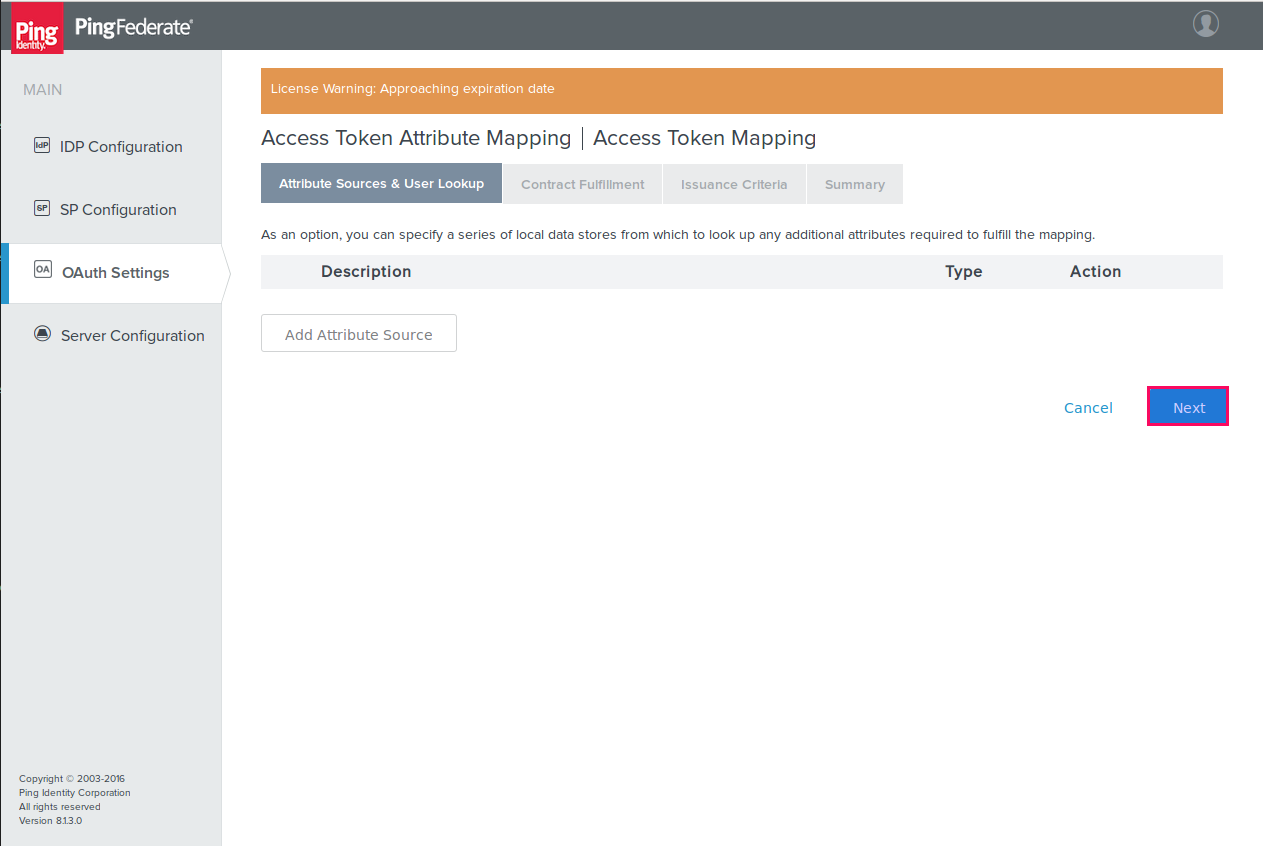 Ping
Identity.
PingFederate®
MAIN
IdP IDP Configuration
SP SP Configuration
OA OAuth Settings
Server Configuration
License Warning: Approaching expiration date
Access Token Attribute Mapping | Access Token Mapping
Attribute Sources & User Lookup Contract Fulfillment Issuance Criteria Summary
As an option, you can specify a series of local data stores from which to look up any additional attributes required to fulfill the mapping.
Description Type Action
Add Attribute Source
Cancel Next
Copyright © 2003-2016
Ping Identity Corporation
All rights reserved
Version 8.1.3.0